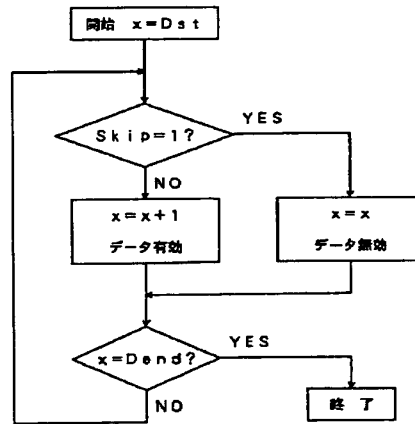 開始 x=Dst
Skip=1?
YES
NO
x=x+1
データ有効
x=x
データ無効
x=Dend?
YES
NO
終了